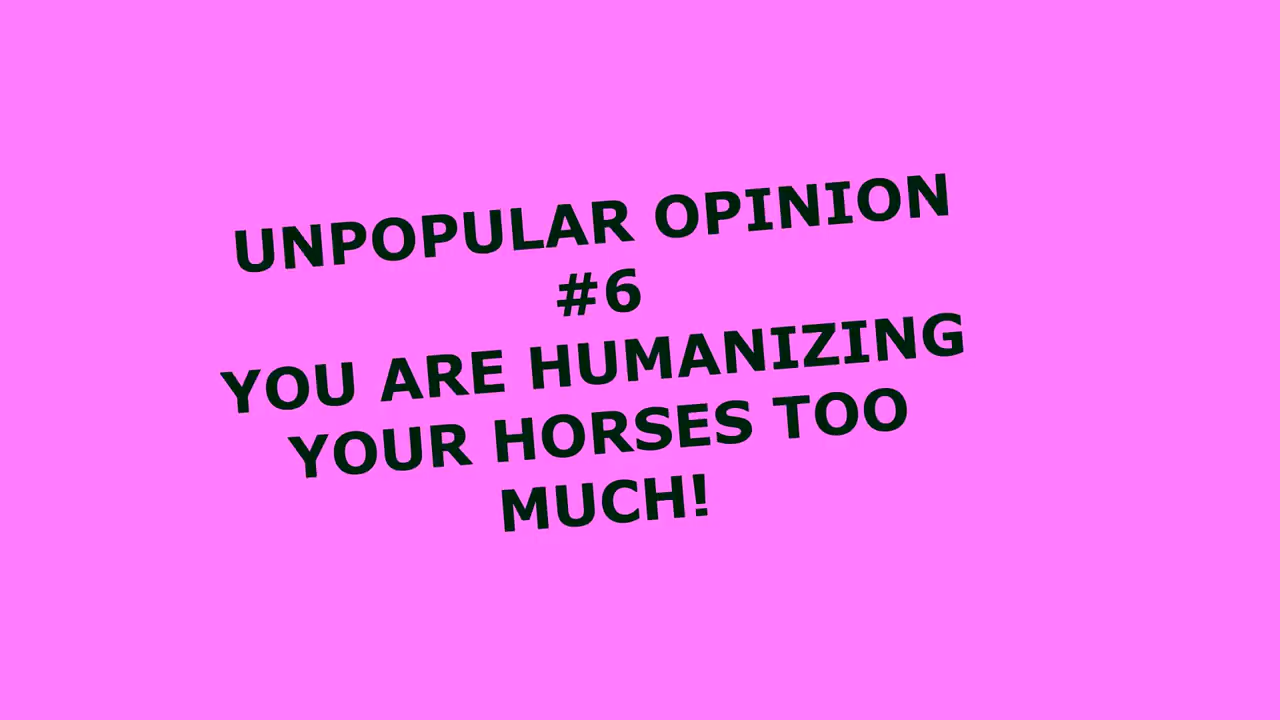 UNPOPULAR OPINION
#6
YOU ARE HUMANIZING
YOUR HORSES TOO
MUCH!